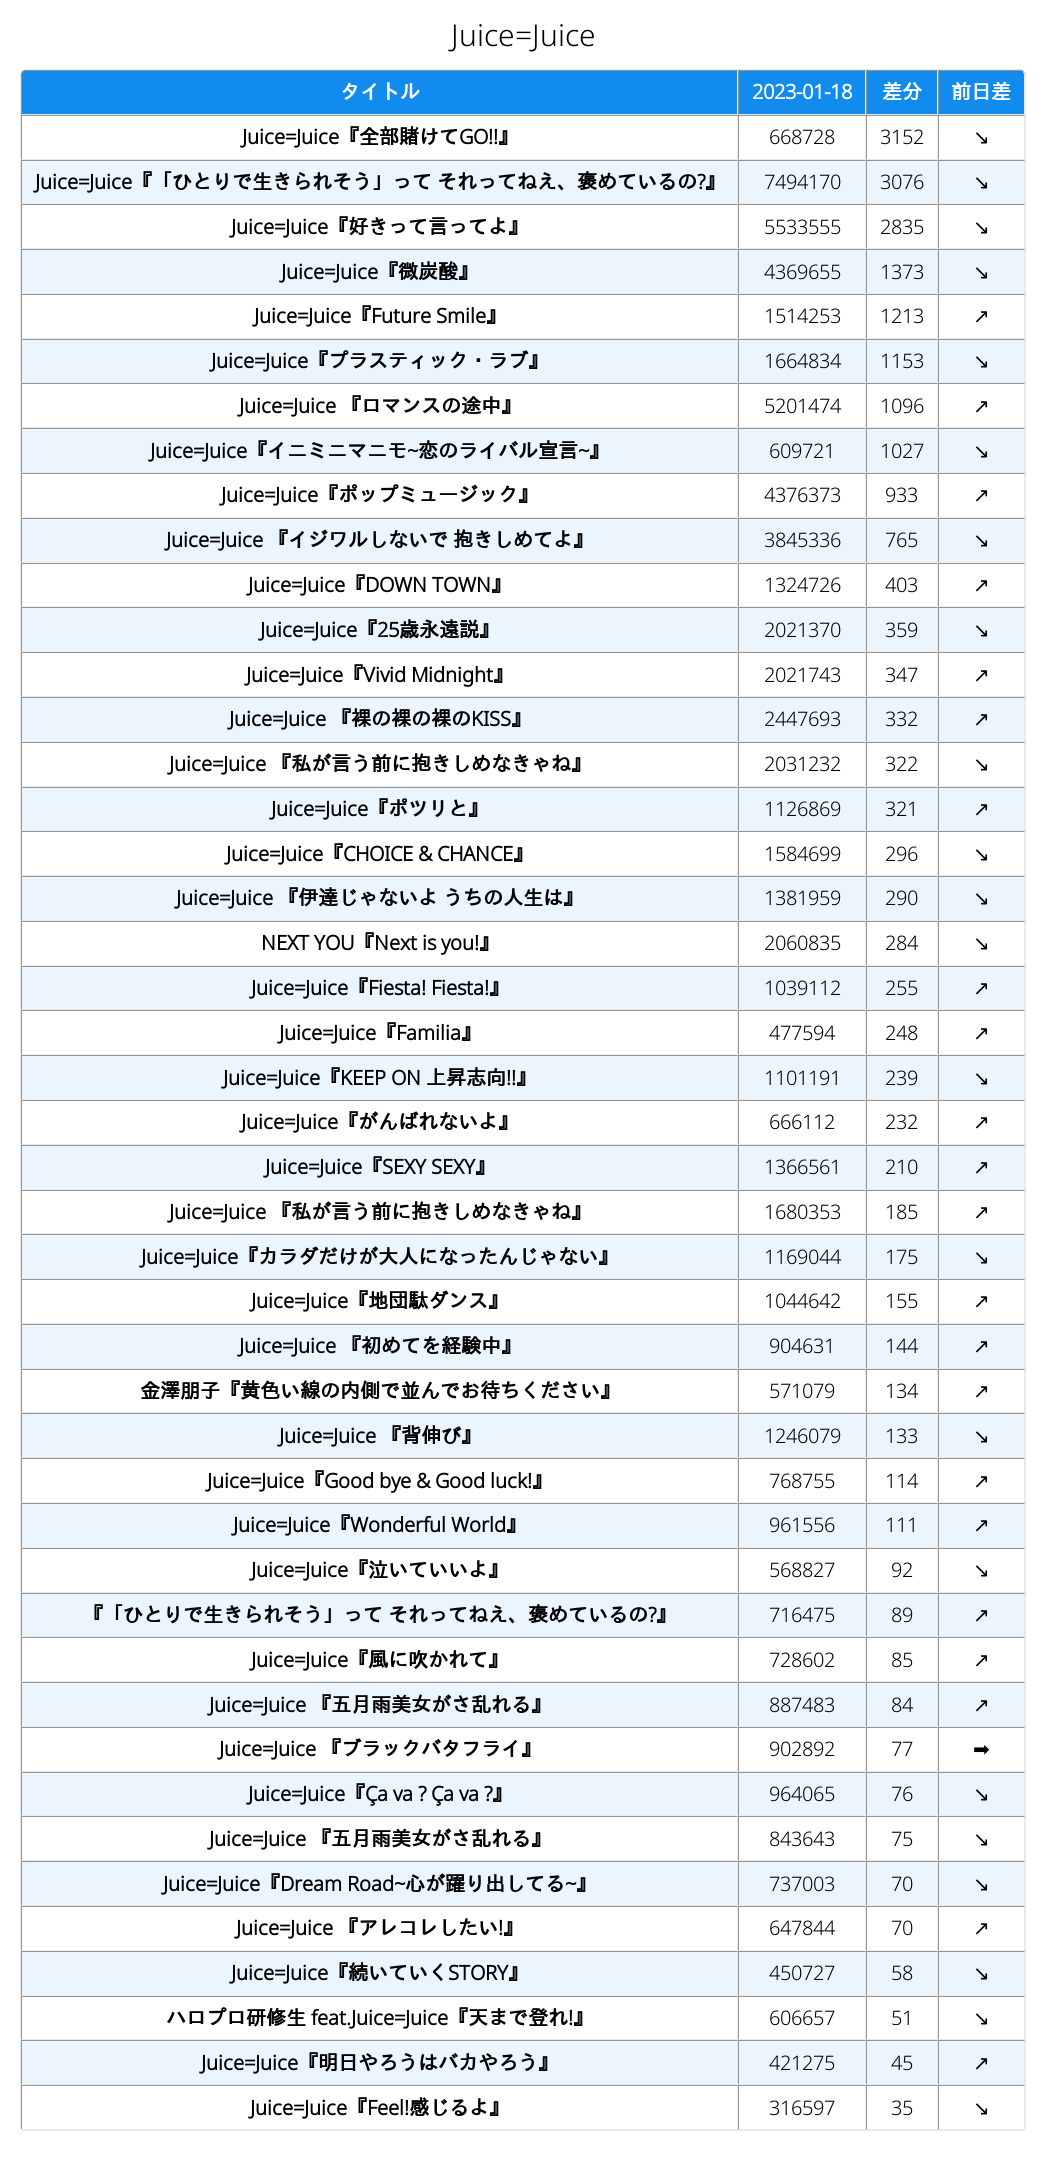 Juice=Juice
タイトル 2023-01-18 差分 前日差
Juice=Juice『全部賭けてGO!!』 668728 3152 ↘
Juice=Juice『「ひとりで生きられそう」って それってねえ、褒めているの?』 7494170 3076 ↘
Juice=Juice『好きって言ってよ』 5533555 2835 ↘
Juice=Juice『微炭酸』 4369655 1373 ↘
Juice=Juice『Future Smile』 1514253 1213 ↗
Juice=Juice『プラスティック・ラブ』 1664834 1153 ↘
Juice=Juice 『ロマンスの途中』 5201474 1096 ↗
Juice=Juice『イニミニマニモ~恋のライバル宣言~』 609721 1027 ↘
Juice=Juice『ポップミュージック』 4376373 933 ↗
Juice=Juice 『イジワルしないで 抱きしめてよ』 3845336 765 ↘
Juice=Juice『DOWN TOWN』 1324726 403 ↗
Juice=Juice『25歳永遠説』 2021370 359 ↘
Juice=Juice『Vivid Midnight』 2021743 347 ↗
Juice=Juice 『裸の裸の裸のKISS』 2447693 332 ↗
Juice=Juice 『私が言う前に抱きしめなきゃね』 2031232 322 ↘
Juice=Juice『ポツリと』 1126869 321 ↗
Juice=Juice『CHOICE & CHANCE』 1584699 296 ↘
Juice=Juice 『伊達じゃないよ うちの人生は』 1381959 290 ↘
NEXT YOU『Next is you!』 2060835 284 ↘
Juice=Juice『Fiesta! Fiesta!』 1039112 255 ↗
Juice=Juice『Familia』 477594 248 ↗
Juice=Juice『KEEP ON 上昇志向!!』 1101191 239 ↘
Juice=Juice『がんばれないよ』 666112 232 ↗
Juice=Juice『SEXY SEXY』 1366561 210 ↗
Juice=Juice 『私が言う前に抱きしめなきゃね』 1680353 185 ↗
Juice=Juice『カラダだけが大人になったんじゃない』 1169044 175 ↘
Juice=Juice『地団駄ダンス』 1044642 155 ↗
Juice=Juice 『初めてを経験中』 904631 144 ↗
金澤朋子『黄色い線の内側で並んでお待ちください』 571079 134 ↗
Juice=Juice 『背伸び』 1246079 133 ↘
Juice=Juice『Good bye & Good luck!』 768755 114 ↗
Juice=Juice『Wonderful World』 961556 111 ↗
Juice=Juice『泣いていいよ』 568827 92 ↘
『「ひとりで生きられそう」って それってねえ、褒めているの?』 716475 89 ↗
Juice=Juice『風に吹かれて』 728602 85 ↗
Juice=Juice 『五月雨美女がさ乱れる』 887483 84 ↗
Juice=Juice 『ブラックバタフライ』 902892 77 ➡
Juice=Juice『Ça va ? Ça va ?』 964065 76 ↘
Juice=Juice 『五月雨美女がさ乱れる』 843643 75 ↘
Juice=Juice『Dream Road~心が躍り出してる~』 737003 70 ↘
Juice=Juice 『アレコレしたい!』 647844 70 ↗
Juice=Juice『続いていくSTORY』 450727 58 ↘
ハロプロ研修生 feat.Juice=Juice『天まで登れ!』 606657 51 ↘
Juice=Juice『明日やろうはバカやろう』 421275 45 ↗
Juice=Juice『Feel!感じるよ』 316597 35 ↘